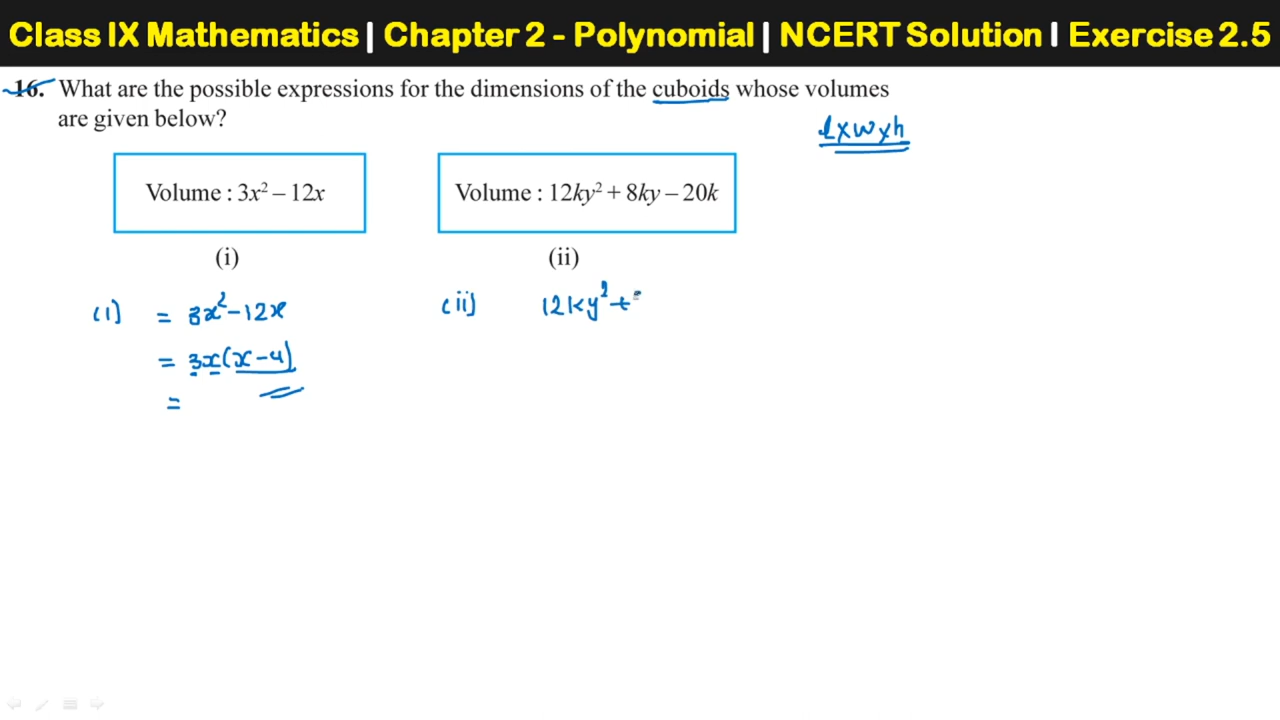 Class IX Mathematics | Chapter 2 - Polynomial | NCERT Solution I Exercise 2.5
16. What are the possible expressions for the dimensions of the cuboids whose volumes
are given below?
l×w×h
Volume : 3x² – 12x
Volume : 12ky² + 8ky – 20k
(i)
(ii)
(i) = 3x² - 12x
(ii) 12ky² +
= 3x(x - 4)
=